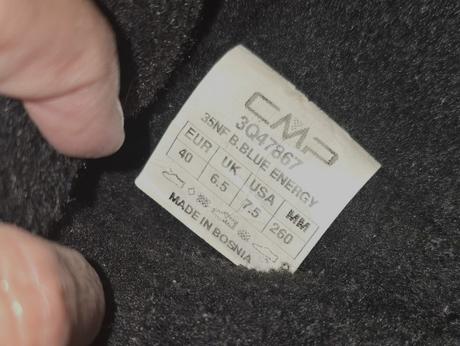 CMP
3Q47867
35NF B.BLUE ENERGY
EUR UK USA MM
40 6.5 7.5 260
MADE IN BOSNIA